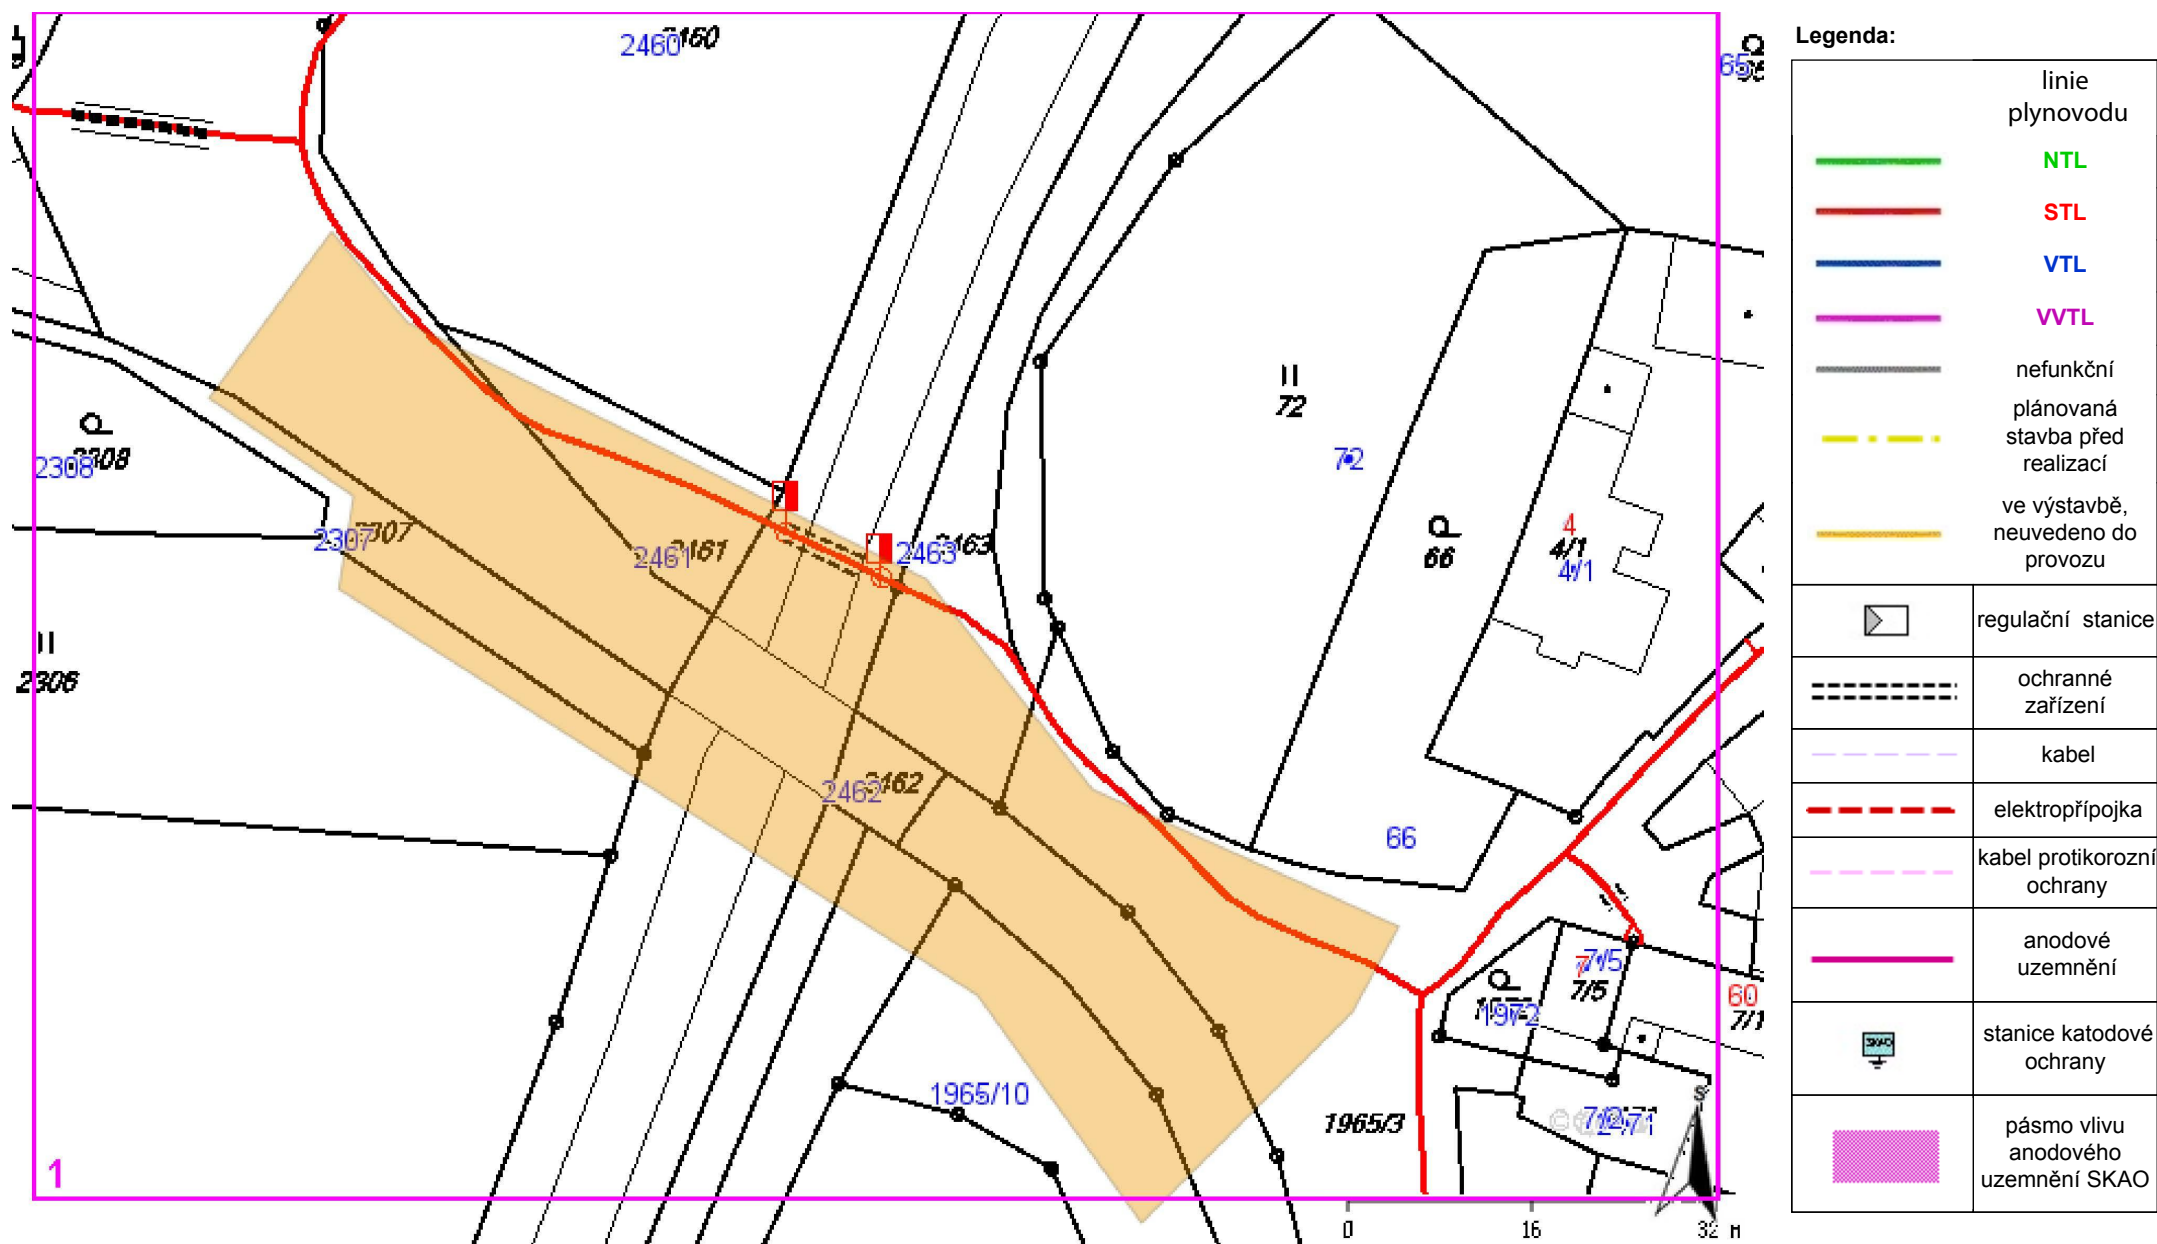 2460
2460
65
72
72
2308
2308
2307
2307
2461
2461
2463
2463
66
4
4/1
4/1
2306
2462
2462
66
7/5
7
7/5
1972
60
7/1
1965/10
1965/3
1
S
0 16 32 M
Legenda:
linie
plynovodu
NTL
STL
VTL
VVTL
nefunkční
plánovaná
stavba před
realizací
ve výstavbě,
neuvedeno do
provozu
regulační stanice
ochranné
zařízení
kabel
elektropřípojka
kabel protikorozní
ochrany
anodové
uzemnění
SKAO
stanice katodové
ochrany
pásmo vlivu
anodového
uzemnění SKAO